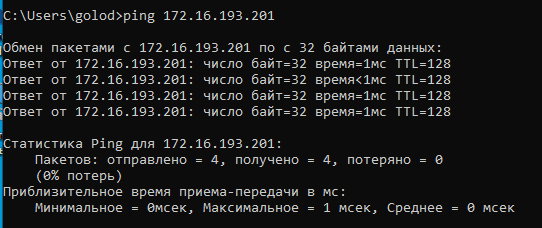 C:\Users\golod>ping 172.16.193.201
Обмен пакетами с 172.16.193.201 по с 32 байтами данных:
Ответ от 172.16.193.201: число байт=32 время=1мс TTL=128
Ответ от 172.16.193.201: число байт=32 время<1мс TTL=128
Ответ от 172.16.193.201: число байт=32 время=1мс TTL=128
Ответ от 172.16.193.201: число байт=32 время=1мс TTL=128
Статистика Ping для 172.16.193.201:
Пакетов: отправлено = 4, получено = 4, потеряно = 0
(0% потерь)
Приблизительное время приема-передачи в мс:
Минимальное = 0мсек, Максимальное = 1 мсек, Среднее = 0 мсек